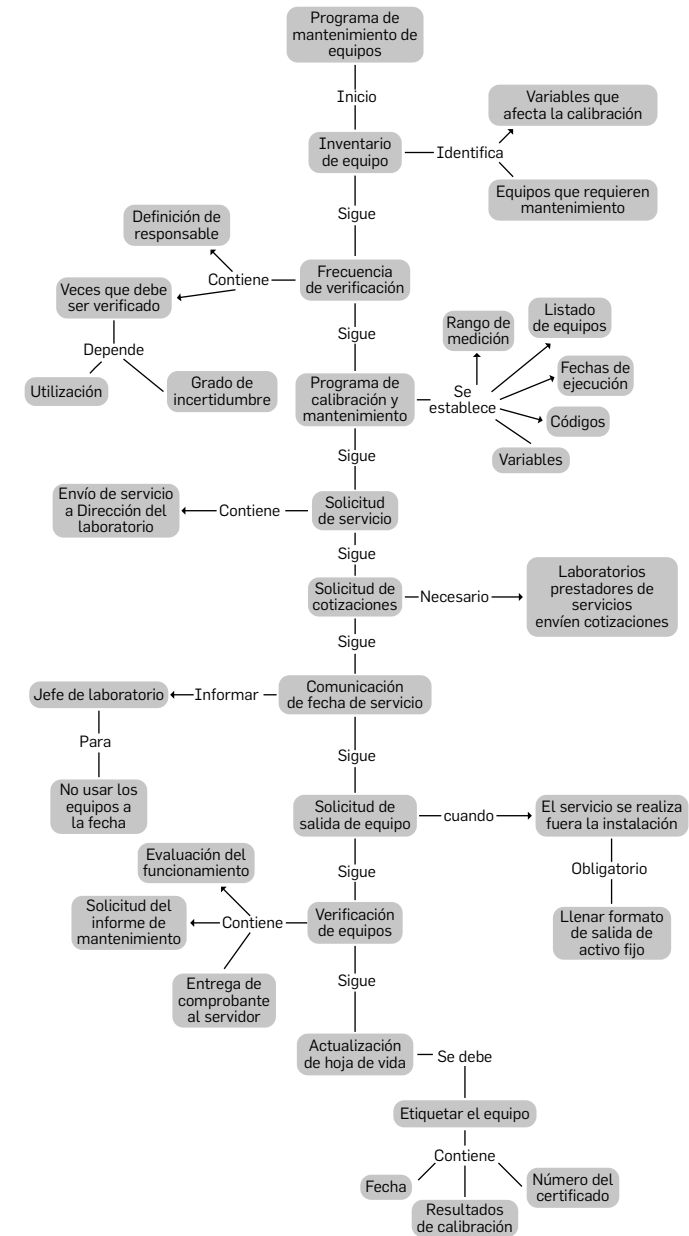 Programa de
mantenimiento de
equipos
Inicio
Inventario
de equipo
Identifica
Variables que
afecta la calibración
Equipos que requieren
mantenimiento
Sigue
Frecuencia
de verificación
Contiene
Definición de
responsable
Veces que debe
ser verificado
Depende
Utilización
Grado de
incertidumbre
Sigue
Programa de
calibración y
mantenimiento
Se
establece
Rango de
medición
Listado
de equipos
Fechas de
ejecución
Códigos
Variables
Sigue
Solicitud
de servicio
Contiene
Envío de servicio
a Dirección del
laboratorio
Sigue
Solicitud de
cotizaciones
Necesario
Laboratorios
prestadores de
servicios
envíen cotizaciones
Sigue
Comunicación
de fecha de servicio
Informar
Jefe de laboratorio
Para
No usar los
equipos a
la fecha
Sigue
Solicitud de
salida de equipo
cuando
El servicio se realiza
fuera la instalación
Obligatorio
Llenar formato
de salida de
activo fijo
Sigue
Verificación
de equipos
Contiene
Evaluación del
funcionamiento
Solicitud del
informe de
mantenimiento
Entrega de
comprobante
al servidor
Sigue
Actualización
de hoja de vida
Se debe
Etiquetar el equipo
Contiene
Fecha
Resultados
de calibración
Número del
certificado